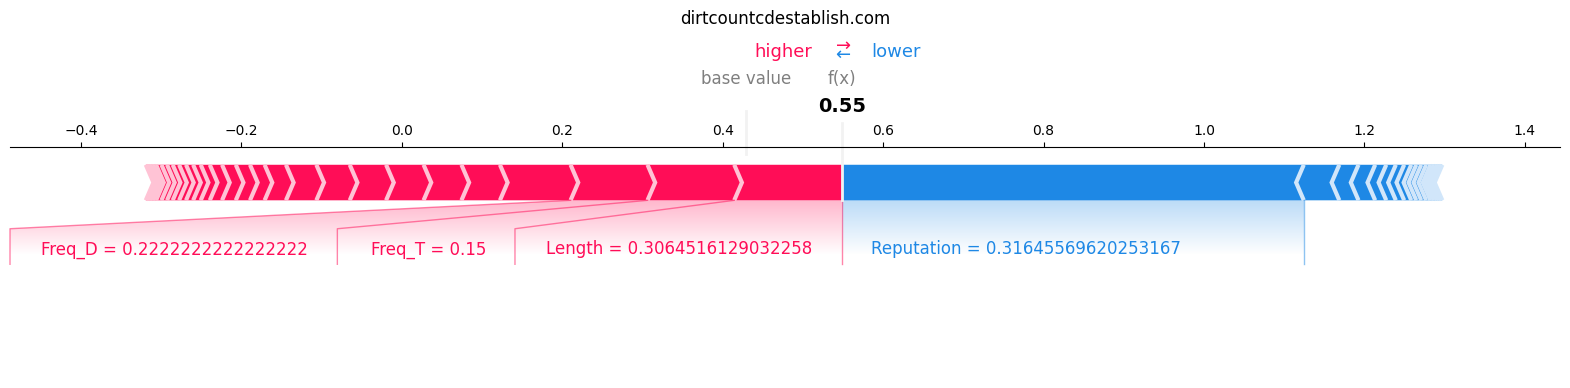 dirtcountcdestablish.com
higher ⇄ lower
base value f(x)
0.55
−0.4 −0.2 0.0 0.2 0.4 0.6 0.8 1.0 1.2 1.4
Freq_D = 0.2222222222222222 Freq_T = 0.15 Length = 0.3064516129032258 Reputation = 0.31645569620253167